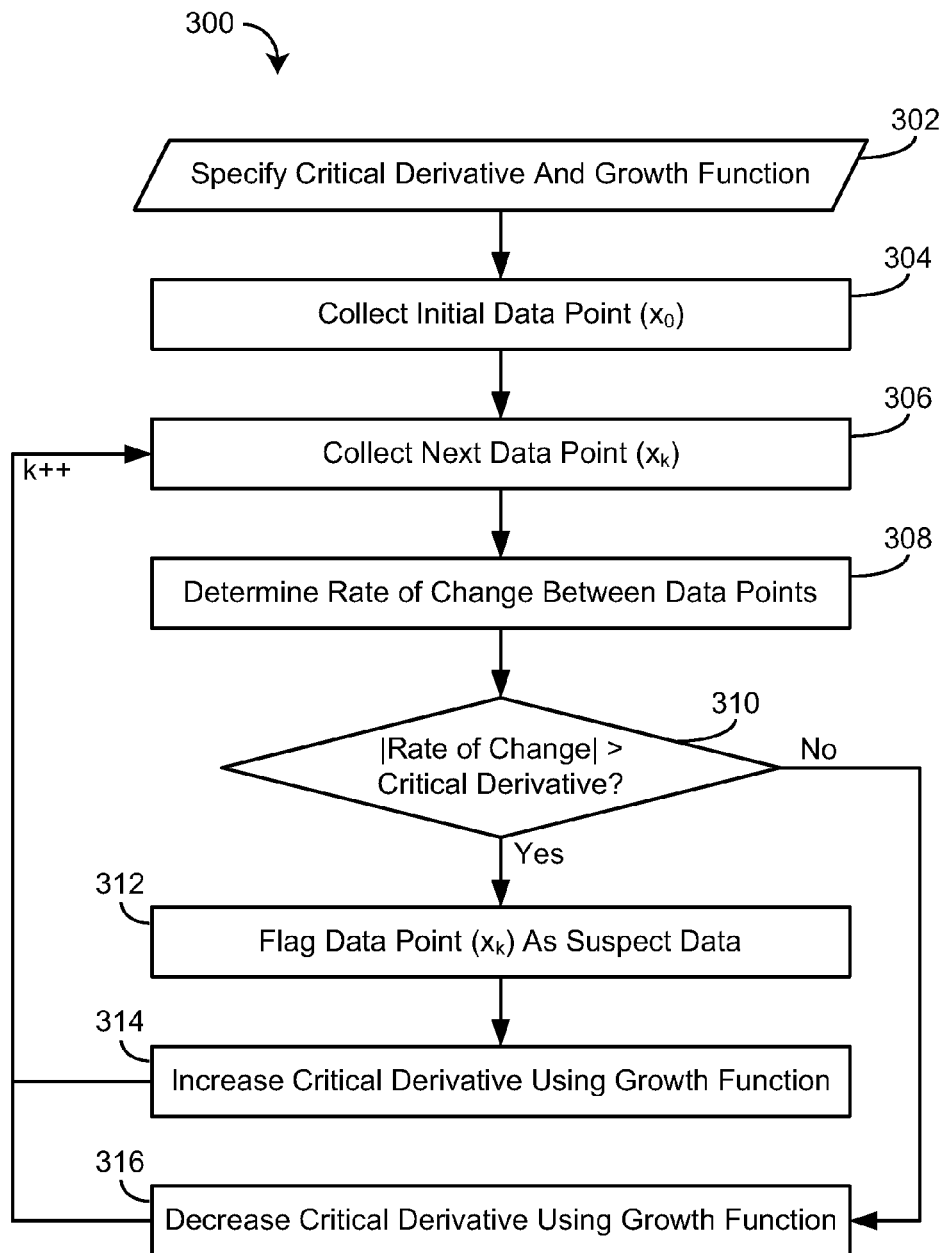 300
302
Specify Critical Derivative And Growth Function
304
Collect Initial Data Point (x₀)
306
k++
Collect Next Data Point (xₖ)
308
Determine Rate of Change Between Data Points
310
|Rate of Change| >
Critical Derivative?
No
Yes
312
Flag Data Point (xₖ) As Suspect Data
314
Increase Critical Derivative Using Growth Function
316
Decrease Critical Derivative Using Growth Function